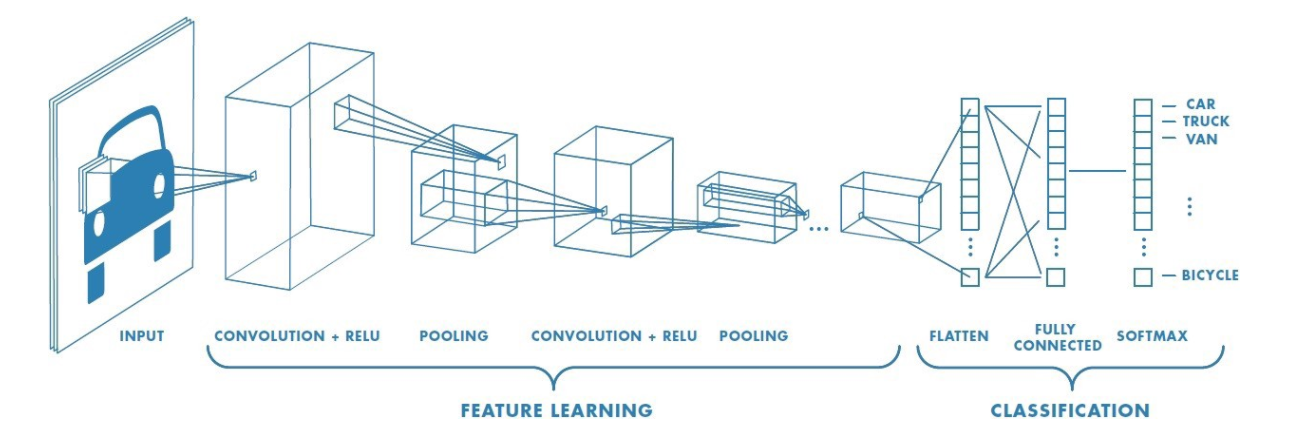 CAR
TRUCK
VAN
BICYCLE
INPUT
CONVOLUTION + RELU
POOLING
CONVOLUTION + RELU
POOLING
FLATTEN
FULLY
CONNECTED
SOFTMAX
FEATURE LEARNING
CLASSIFICATION